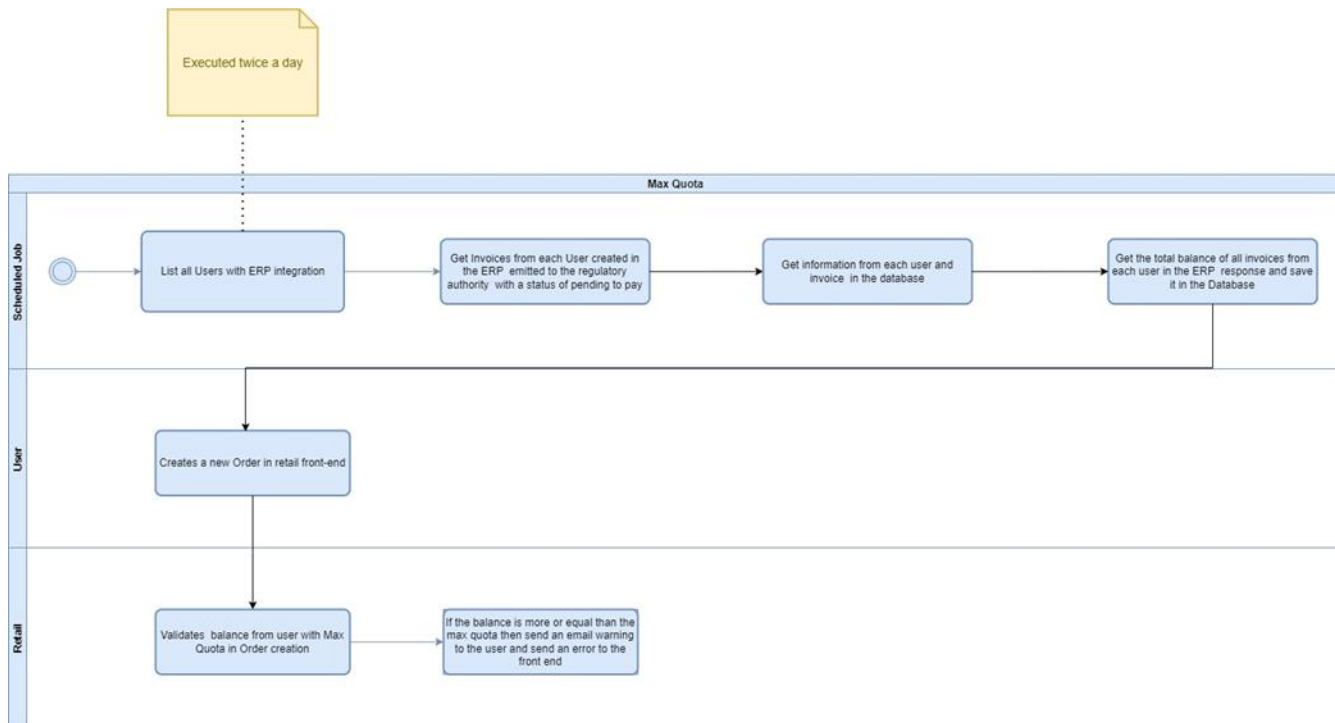 Executed twice a day
Max Quota
Scheduled Job
List all Users with ERP integration
Get Invoices from each User created in
the ERP emitted to the regulatory
authority with a status of pending to pay
Get information from each user and
invoice in the database
Get the total balance of all invoices from
each user in the ERP response and save
it in the Database
User
Creates a new Order in retail front-end
Retail
Validates balance from user with Max
Quota in Order creation
If the balance is more or equal than the
max quota then send an email warning
to the user and send an error to the
front end